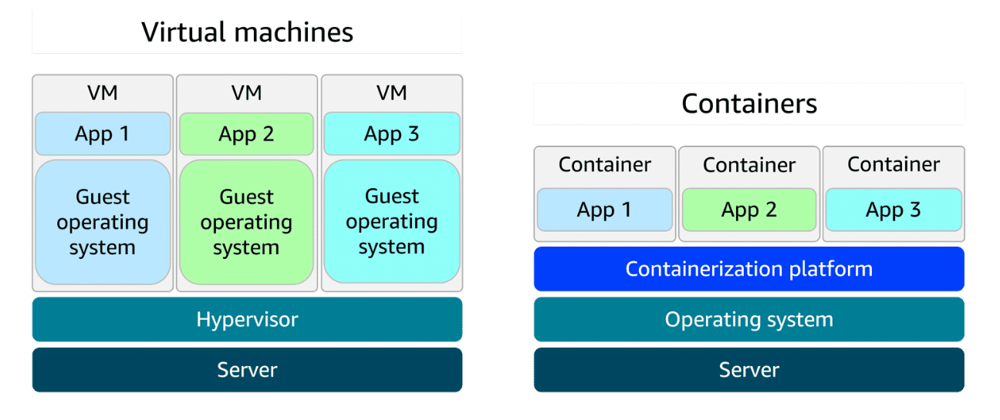 Virtual machines
VM
VM
VM
App 1
App 2
App 3
Guest
operating
system
Guest
operating
system
Guest
operating
system
Hypervisor
Server
Containers
Container
Container
Container
App 1
App 2
App 3
Containerization platform
Operating system
Server